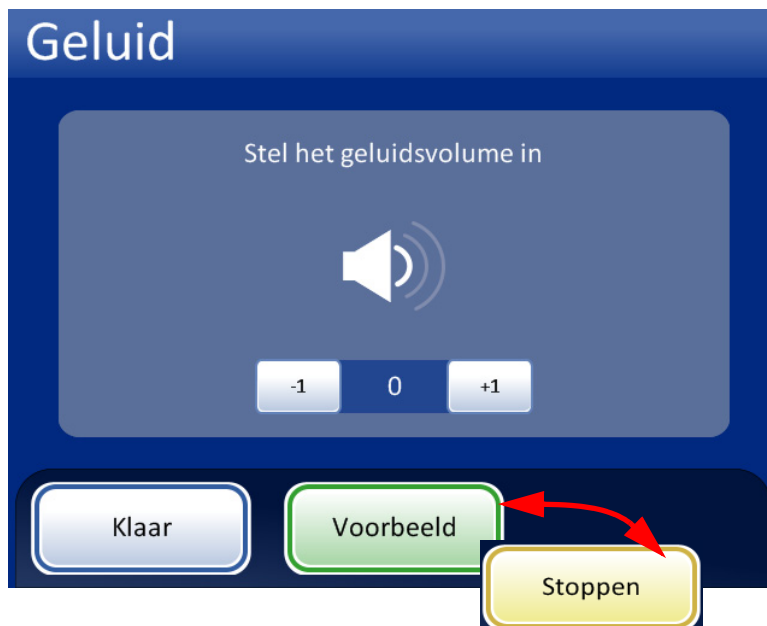 Geluid
Stel het geluidsvolume in
-1 0 +1
Klaar Voorbeeld
Stoppen